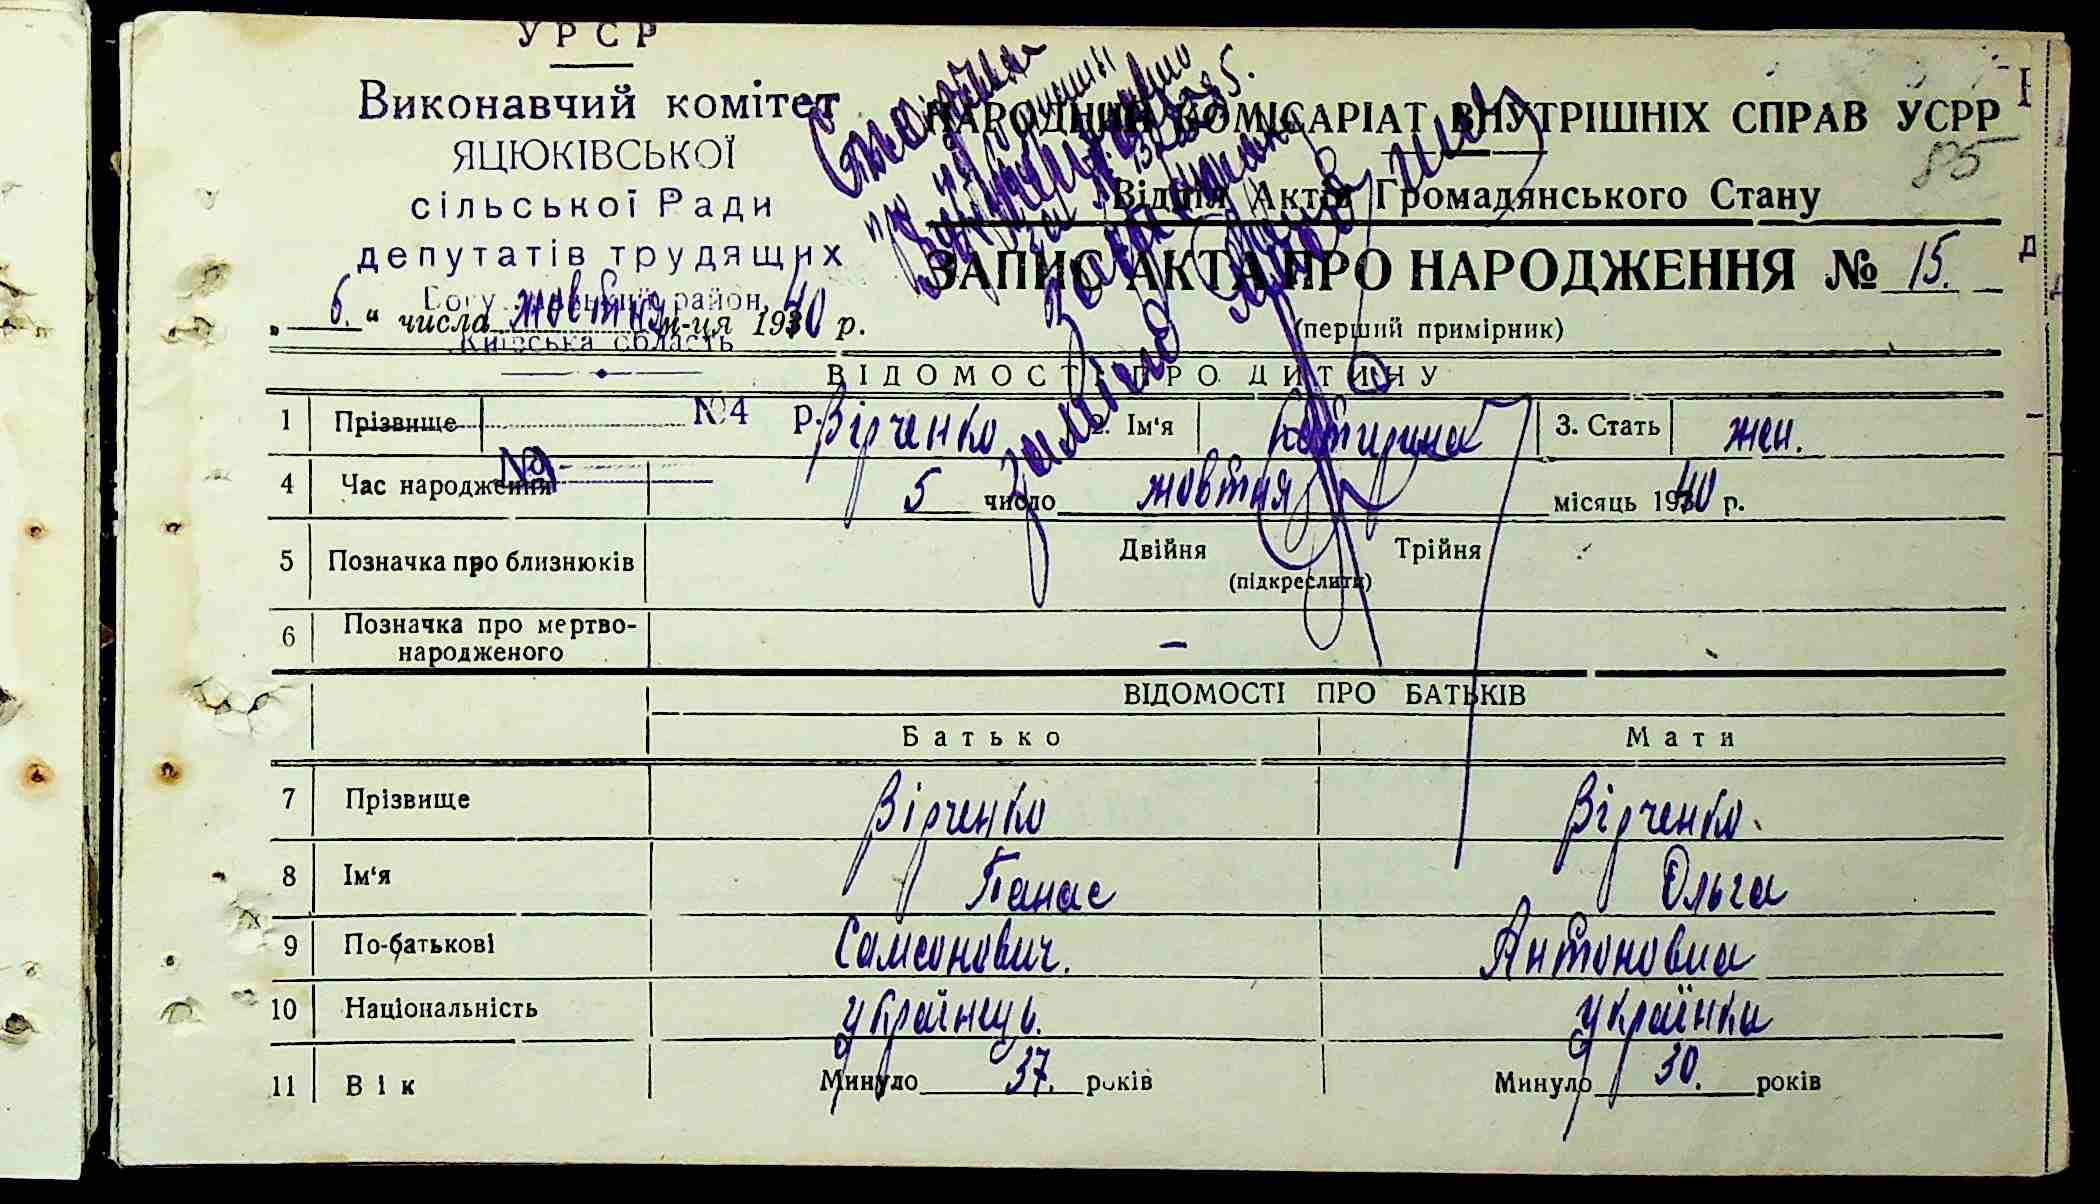 УРСР
Виконавчий комітет
ЯЦЮКІВСЬКОЇ
сільської Ради
депутатів трудящих
район,
Київська область
№4 р.
№
НАРОДНИЙ КОМІСАРІАТ ВНУТРІШНІХ СПРАВ УСРР
85
Відділ Актів Громадянського Стану
ЗАПИС АКТА ПРО НАРОДЖЕННЯ № 15.
„ 6. “ числа жовтня м-ця 1940 р.
(перший примірник)
ВІДОМОСТІ ПРО ДИТИНУ
1 Прізвище Вірченко 2. Ім'я Катерина 3. Стать жен.
4 Час народження 5 число жовтня місяць 1940 р.
5 Позначка про близнюків Двійня Трійня
(підкреслити)
6 Позначка про мертво-
народженого —
ВІДОМОСТІ ПРО БАТЬКІВ
Батько Мати
7 Прізвище Вірченко Вірченко
8 Ім'я Панас Ольга
9 По-батькові Самсонович. Антоновна
10 Національність українець. українка
11 Вік Минуло 37. років Минуло 30. років